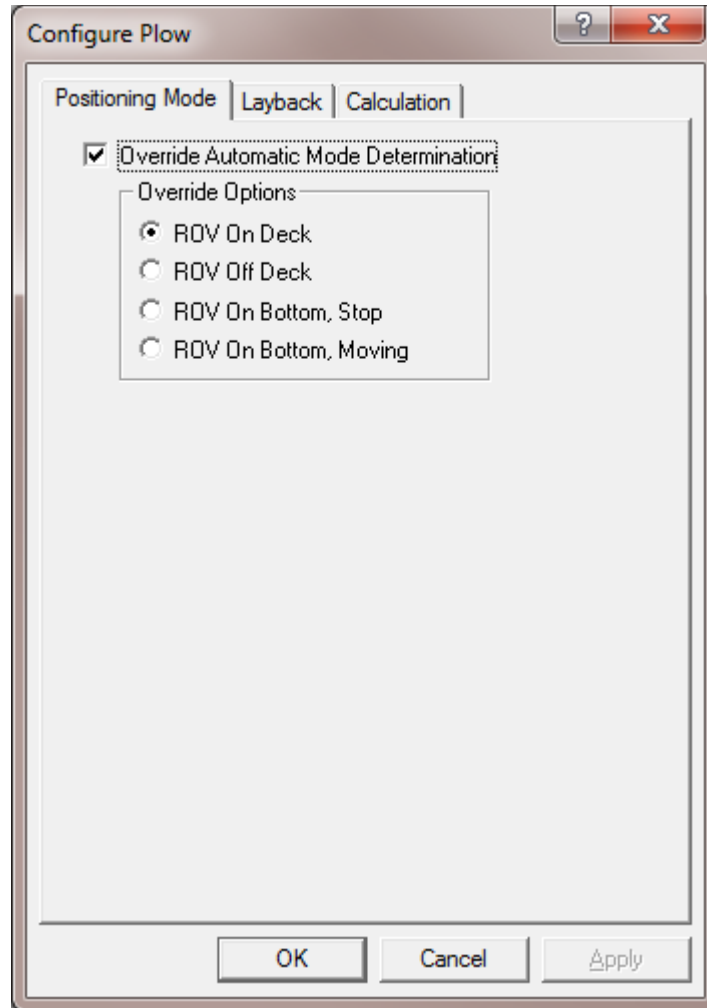 Configure Plow
Positioning Mode Layback Calculation
Override Automatic Mode Determination
Override Options
ROV On Deck
ROV Off Deck
ROV On Bottom, Stop
ROV On Bottom, Moving
OK Cancel Apply